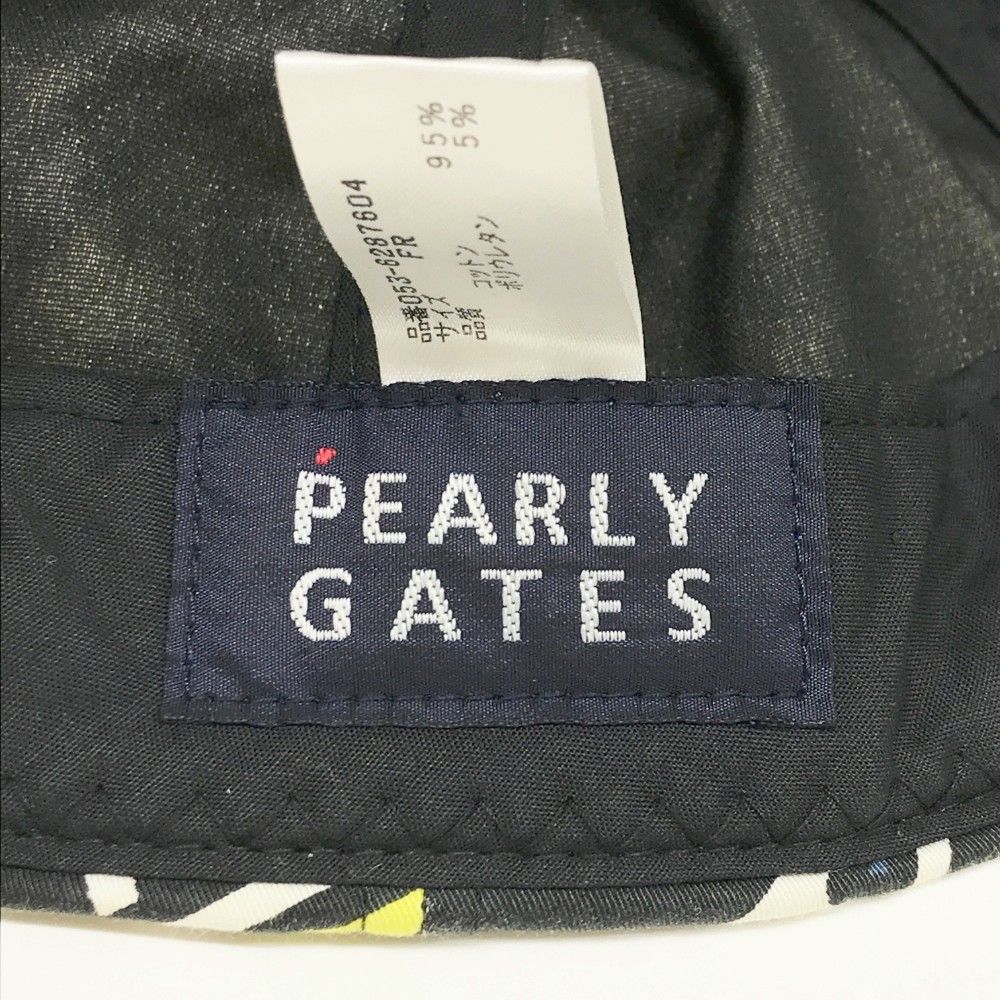 品番053-6287604
サイズ FR
品質 コットン 95%
ポリウレタン 5%
PEARLY
GATES